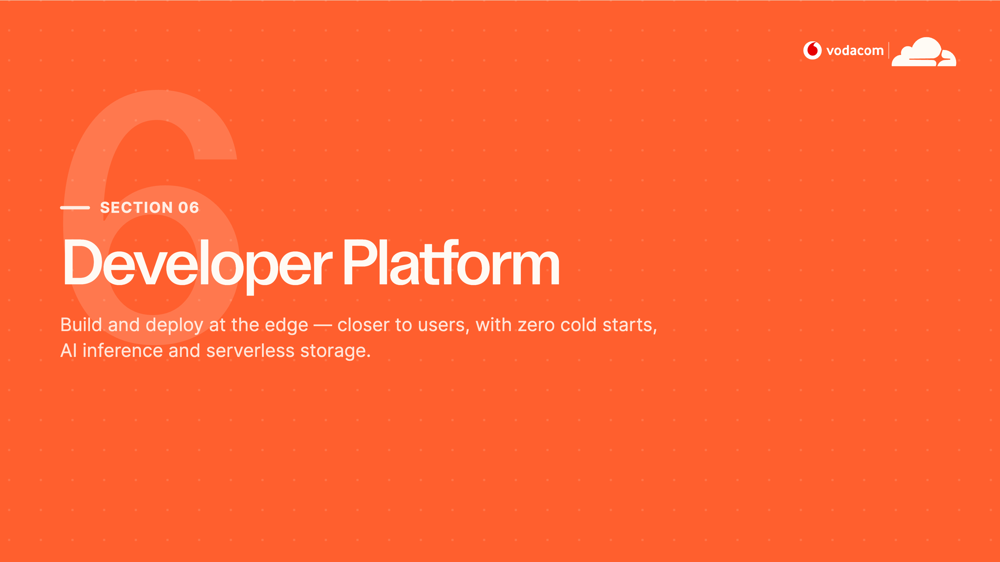 vodacom
6
SECTION 06
Developer Platform
Build and deploy at the edge — closer to users, with zero cold starts,
AI inference and serverless storage.